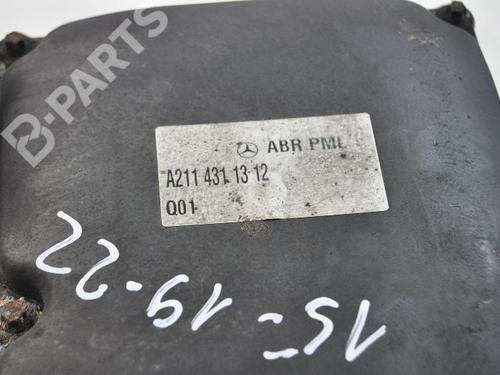 B-PARTS
ABR PML
A211 431 13 12
Q01
15-19-22